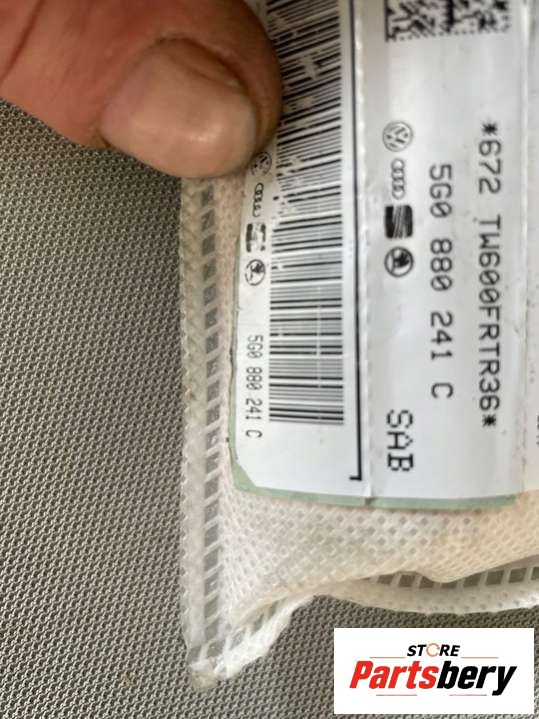 *672 TW600FRTR36*
5G0 880 241 C
SAB
5G0 880 241 C
STORE
Partsbery